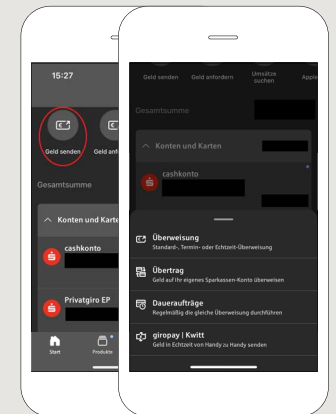 15:27
Geld senden
Geld anf
Gesamtsumme
Konten und Karte
cashkonto
Privatgiro EP
Start
Produkte
Geld senden
Geld anfordern
Umsätze suchen
Apple
Gesamtsumme
Konten und Karten
cashkonto
Überweisung
Standard-, Termin- oder Echtzeit-Überweisung
Übertrag
Geld auf Ihr eigenes Sparkassen-Konto überweisen
Daueraufträge
Regelmäßig die gleiche Überweisung durchführen
giropay | Kwitt
Geld in Echtzeit von Handy zu Handy senden